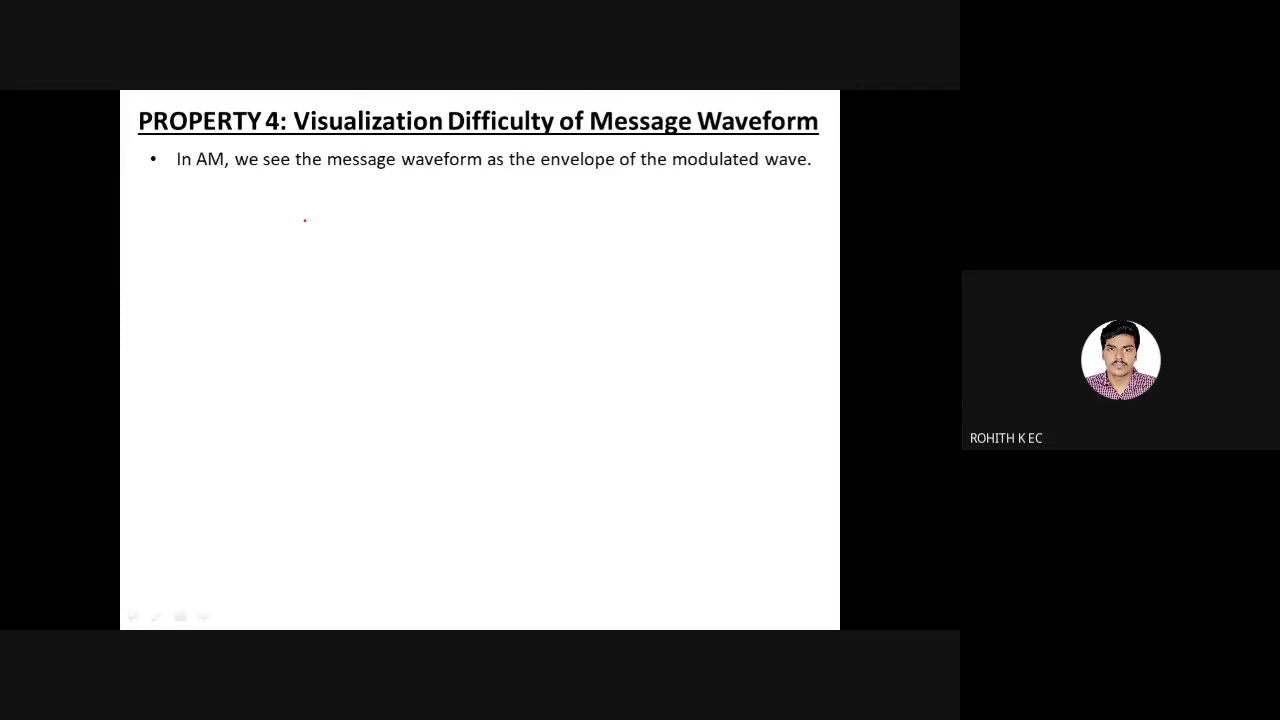 PROPERTY 4: Visualization Difficulty of Message Waveform
• In AM, we see the message waveform as the envelope of the modulated wave.
ROHITH K EC